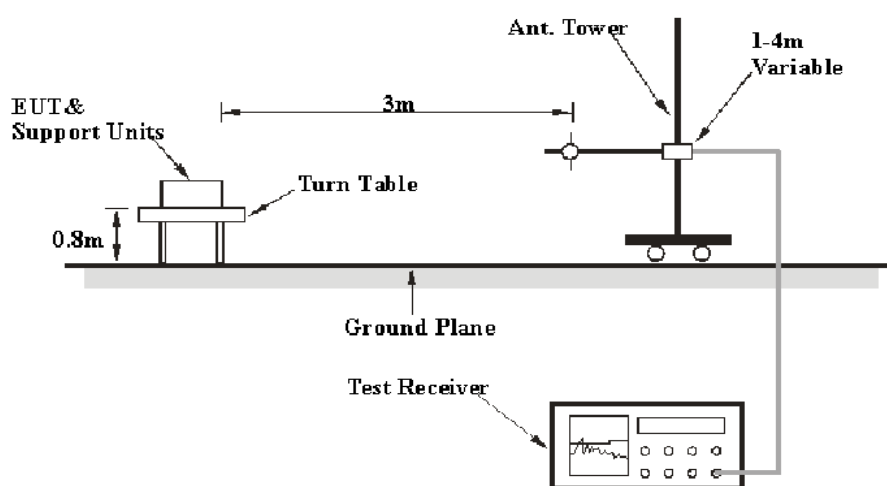 Ant. Tower
1-4m
Variable
3m
EUT&
Support Units
Turn Table
0.8m
Ground Plane
Test Receiver